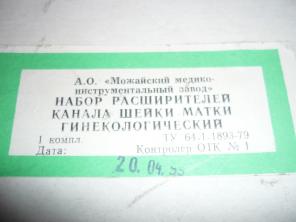 А.О. «Можайский медико-
инструментальный завод»
НАБОР РАСШИРИТЕЛЕЙ
КАНАЛА ШЕЙКИ МАТКИ
ГИНЕКОЛОГИЧЕСКИЙ
1 компл. ТУ 64.1.1893-79
Дата: Контролер ОТК № 1
20. 04. 95